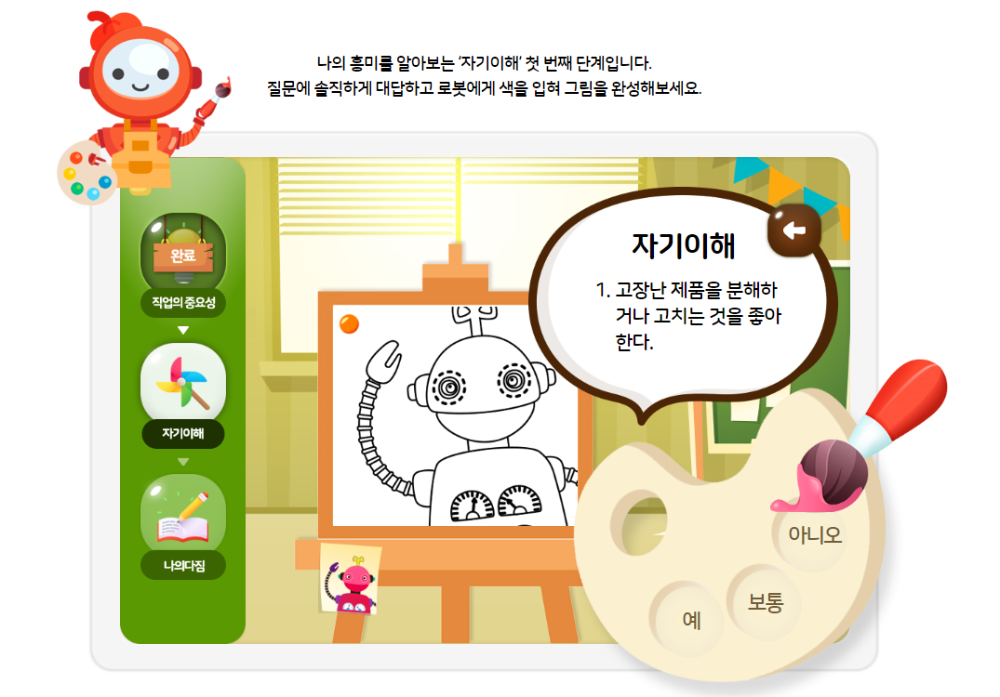 나의 흥미를 알아보는 ‘자기이해’ 첫 번째 단계입니다.
질문에 솔직하게 대답하고 로봇에게 색을 입혀 그림을 완성해보세요.
완료
직업의 중요성
자기이해
나의다짐
자기이해
1. 고장난 제품을 분해하
거나 고치는 것을 좋아
한다.
아니오
보통
예